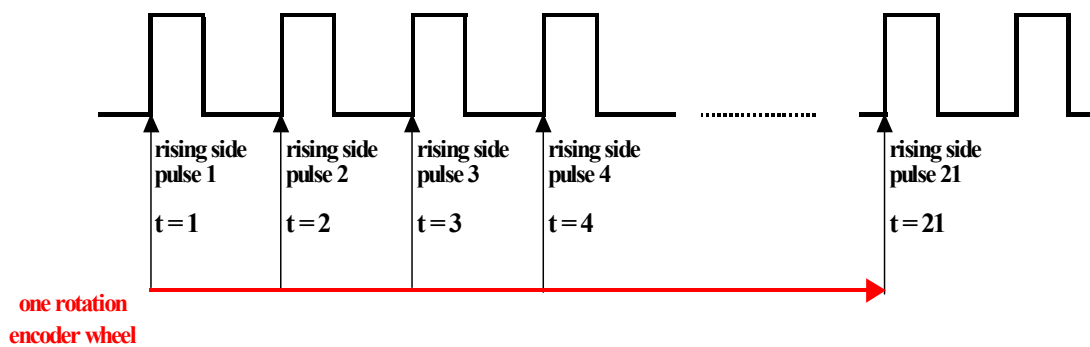 rising side
pulse 1
t = 1
rising side
pulse 2
t = 2
rising side
pulse 3
t = 3
rising side
pulse 4
t = 4
rising side
pulse 21
t = 21
one rotation
encoder wheel